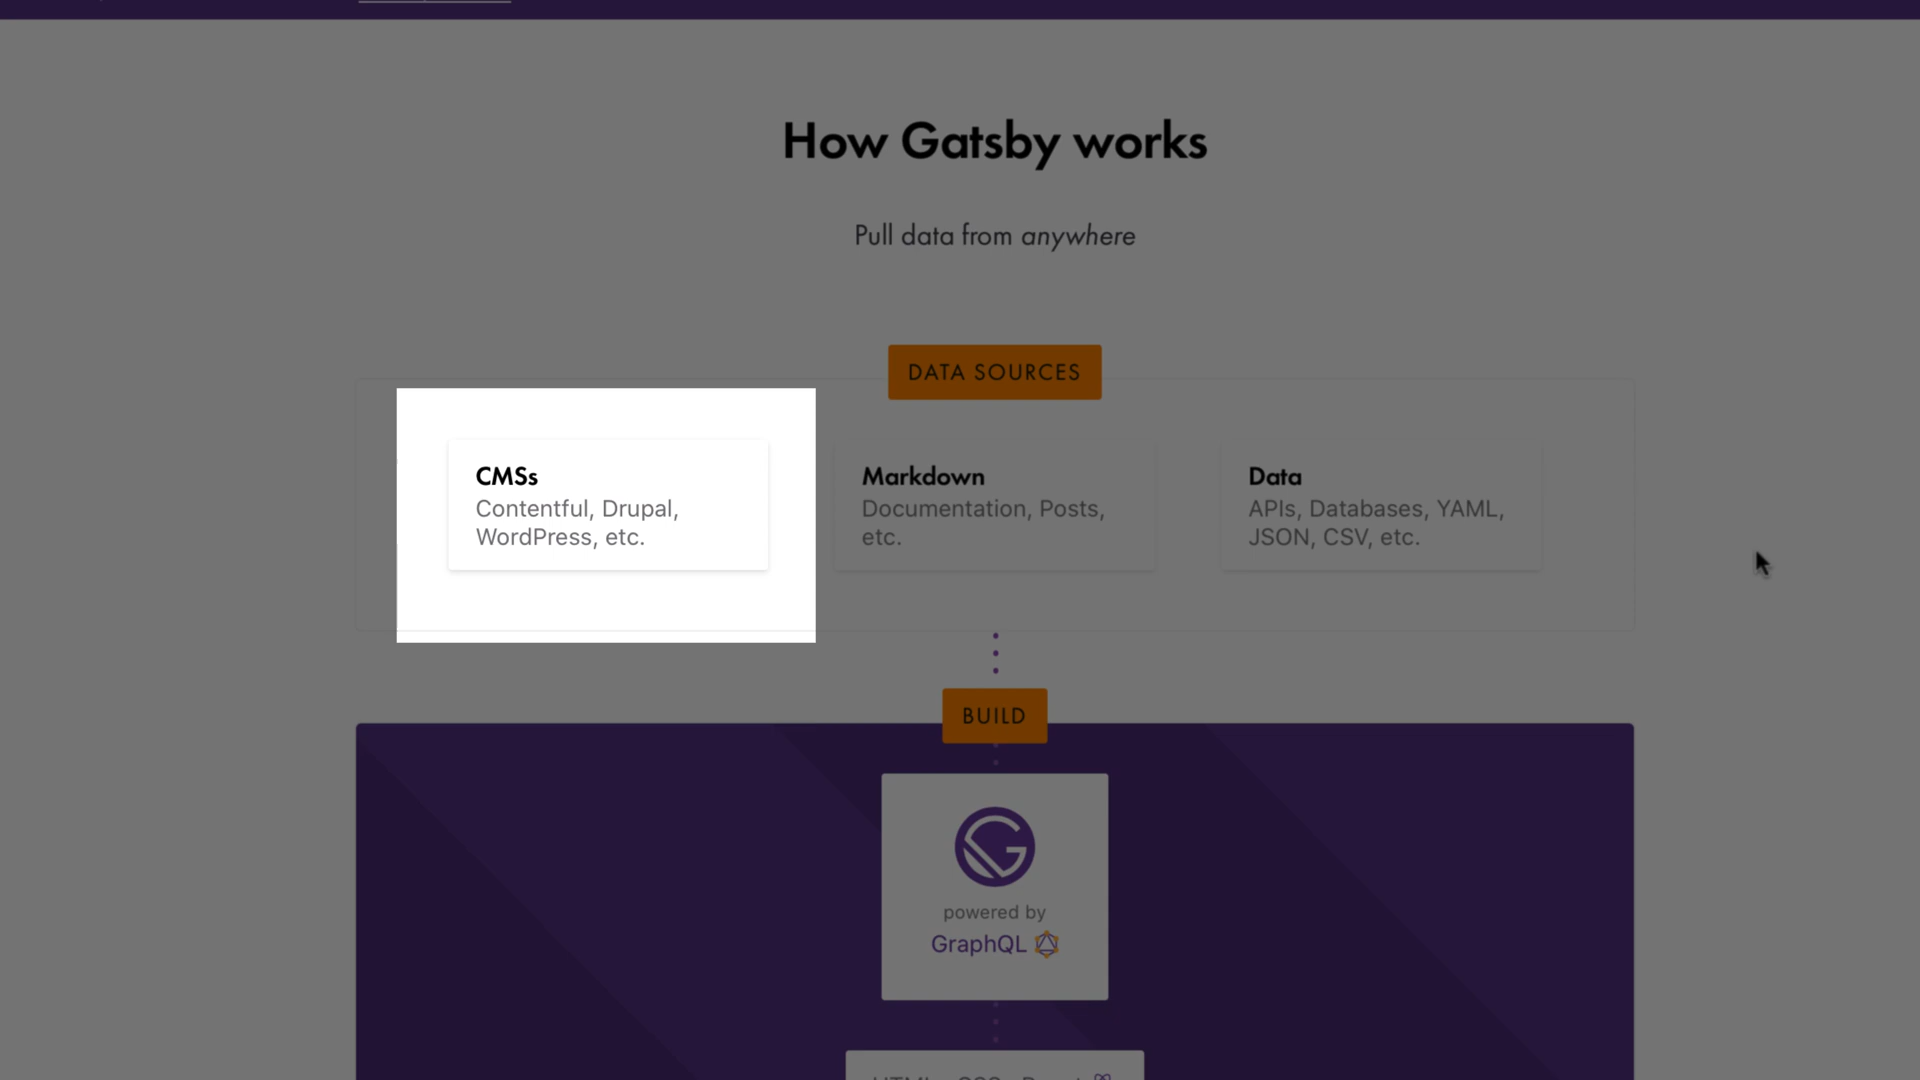 How Gatsby works
Pull data from anywhere
DATA SOURCES
CMSs
Contentful, Drupal,
WordPress, etc.
Markdown
Documentation, Posts,
etc.
Data
APIs, Databases, YAML,
JSON, CSV, etc.
BUILD
powered by
GraphQL